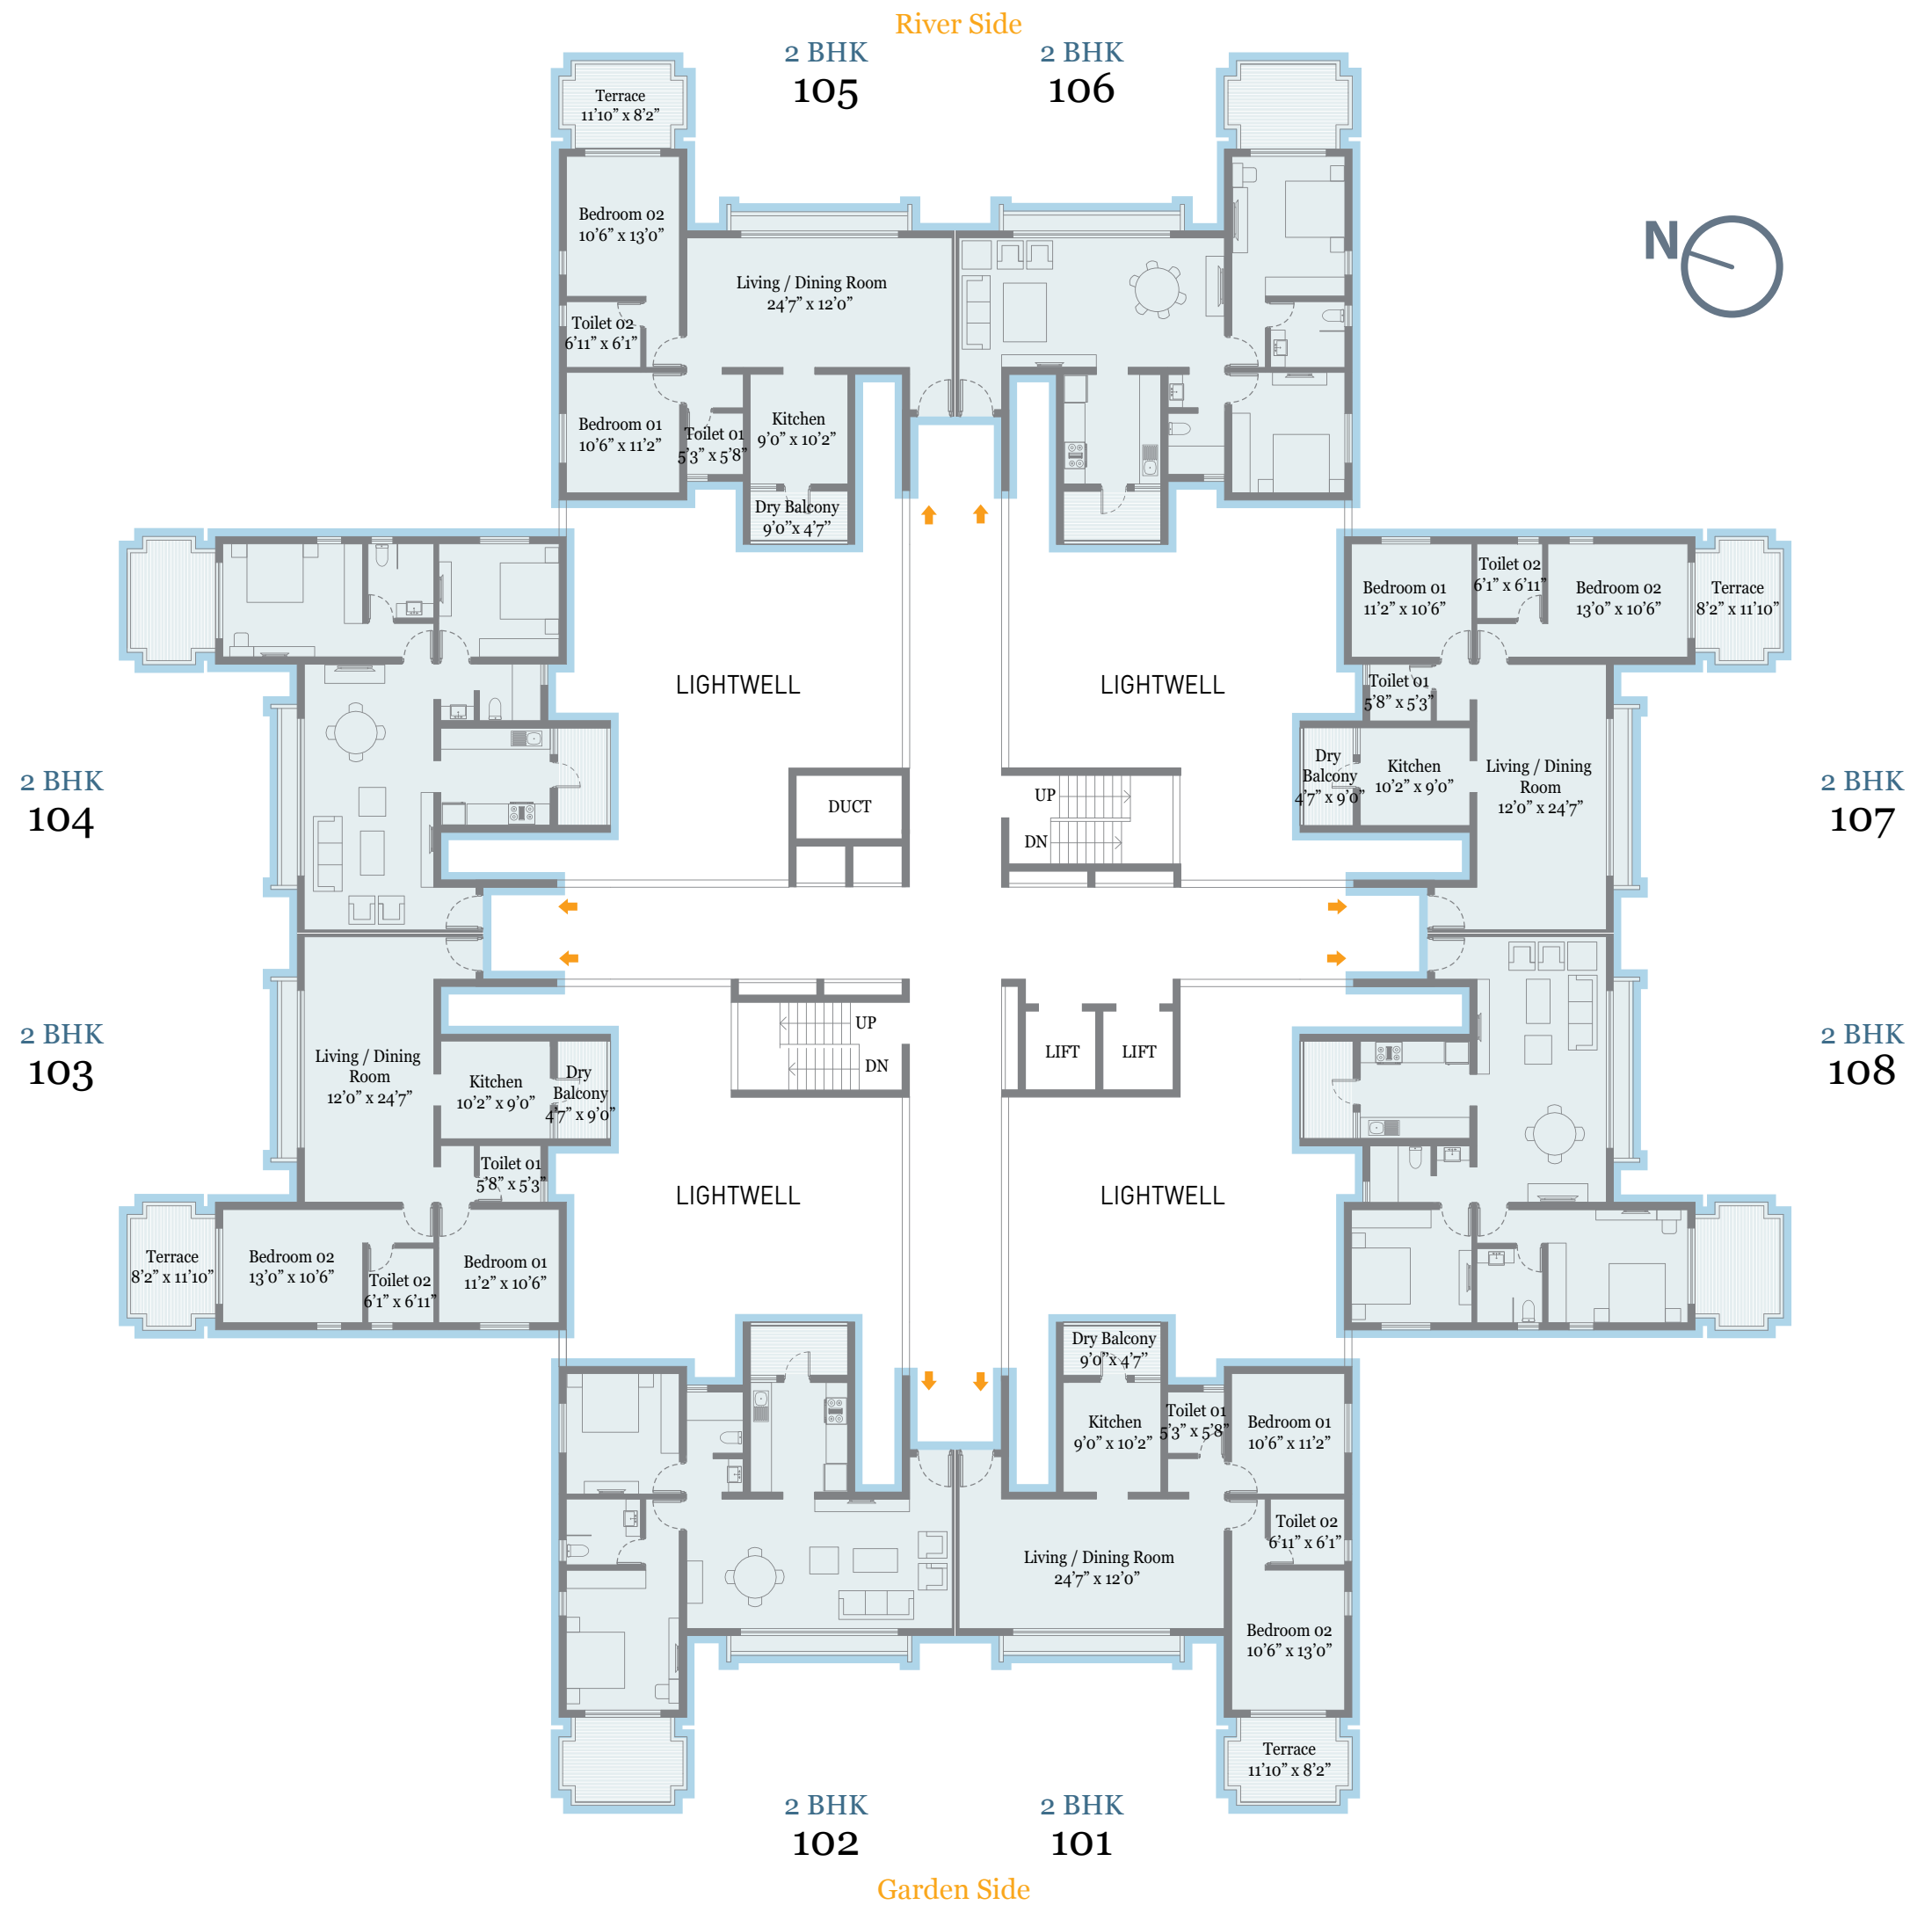 River Side
2 BHK
105
2 BHK
106
Terrace
11'10" x 8'2"
Bedroom 02
10'6" x 13'0"
Living / Dining Room
24'7" x 12'0"
Toilet 02
6'11" x 6'1"
Bedroom 01
10'6" x 11'2"
Toilet 01
5'3" x 5'8"
Kitchen
9'0" x 10'2"
Dry Balcony
9'0"x 4'7"
N
Bedroom 01
11'2" x 10'6"
Toilet 02
6'1" x 6'11"
Bedroom 02
13'0" x 10'6"
Terrace
8'2" x 11'10"
Toilet 01
5'8" x 5'3"
Dry
Balcony
4'7" x 9'0"
Kitchen
10'2" x 9'0"
Living / Dining
Room
12'0" x 24'7"
LIGHTWELL
LIGHTWELL
2 BHK
104
DUCT
UP
DN
2 BHK
107
2 BHK
103
UP
DN
LIFT
LIFT
2 BHK
108
Living / Dining
Room
12'0" x 24'7"
Kitchen
10'2" x 9'0"
Dry
Balcony
4'7" x 9'0"
Toilet 01
5'8" x 5'3"
Terrace
8'2" x 11'10"
Bedroom 02
13'0" x 10'6"
Toilet 02
6'1" x 6'11"
Bedroom 01
11'2" x 10'6"
LIGHTWELL
LIGHTWELL
Dry Balcony
9'0"x 4'7"
Kitchen
9'0" x 10'2"
Toilet 01
5'3" x 5'8"
Bedroom 01
10'6" x 11'2"
Toilet 02
6'11" x 6'1"
Living / Dining Room
24'7" x 12'0"
Bedroom 02
10'6" x 13'0"
Terrace
11'10" x 8'2"
2 BHK
102
2 BHK
101
Garden Side